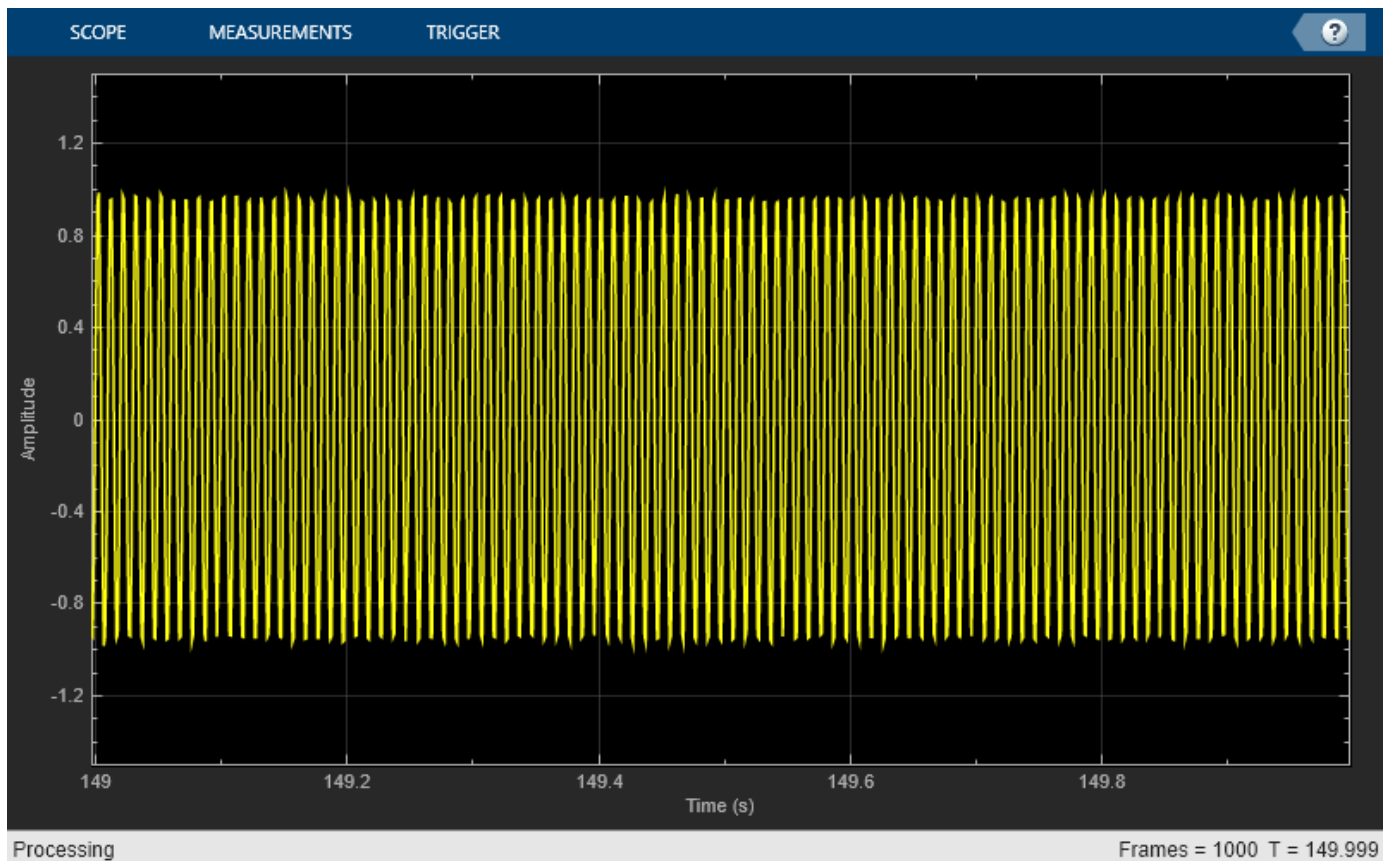 SCOPE MEASUREMENTS TRIGGER ?
1.2
0.8
0.4
0
-0.4
-0.8
-1.2
Amplitude
149 149.2 149.4 149.6 149.8
Time (s)
Processing Frames = 1000 T = 149.999